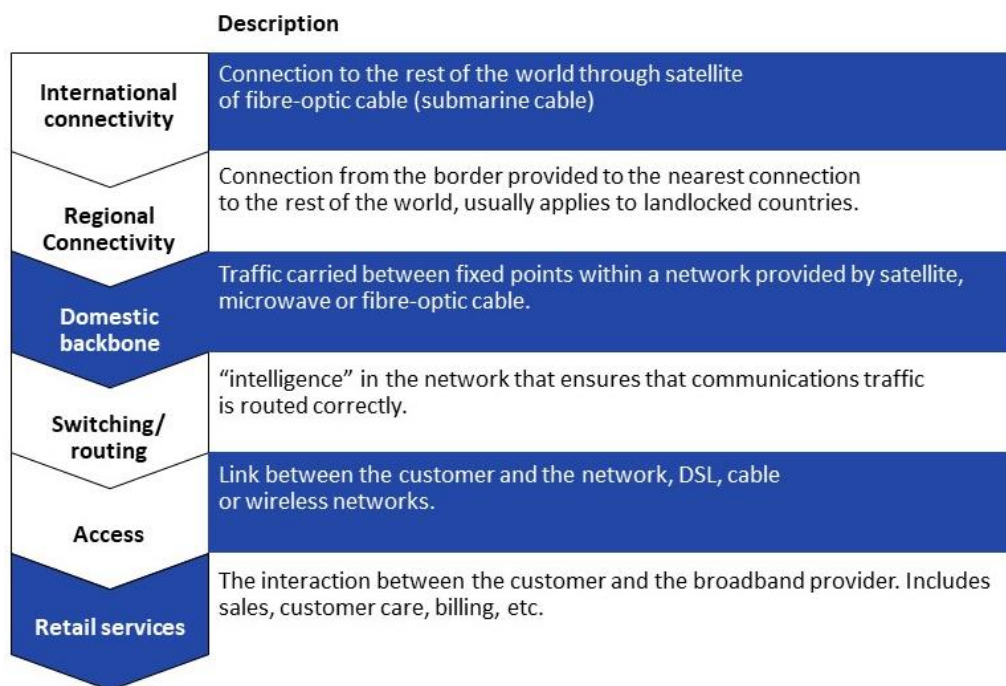 Description
International
connectivity
Connection to the rest of the world through satellite
of fibre-optic cable (submarine cable)
Regional
Connectivity
Connection from the border provided to the nearest connection
to the rest of the world, usually applies to landlocked countries.
Domestic
backbone
Traffic carried between fixed points within a network provided by satellite,
microwave or fibre-optic cable.
Switching/
routing
“intelligence” in the network that ensures that communications traffic
is routed correctly.
Access
Link between the customer and the network, DSL, cable
or wireless networks.
Retail services
The interaction between the customer and the broadband provider. Includes
sales, customer care, billing, etc.